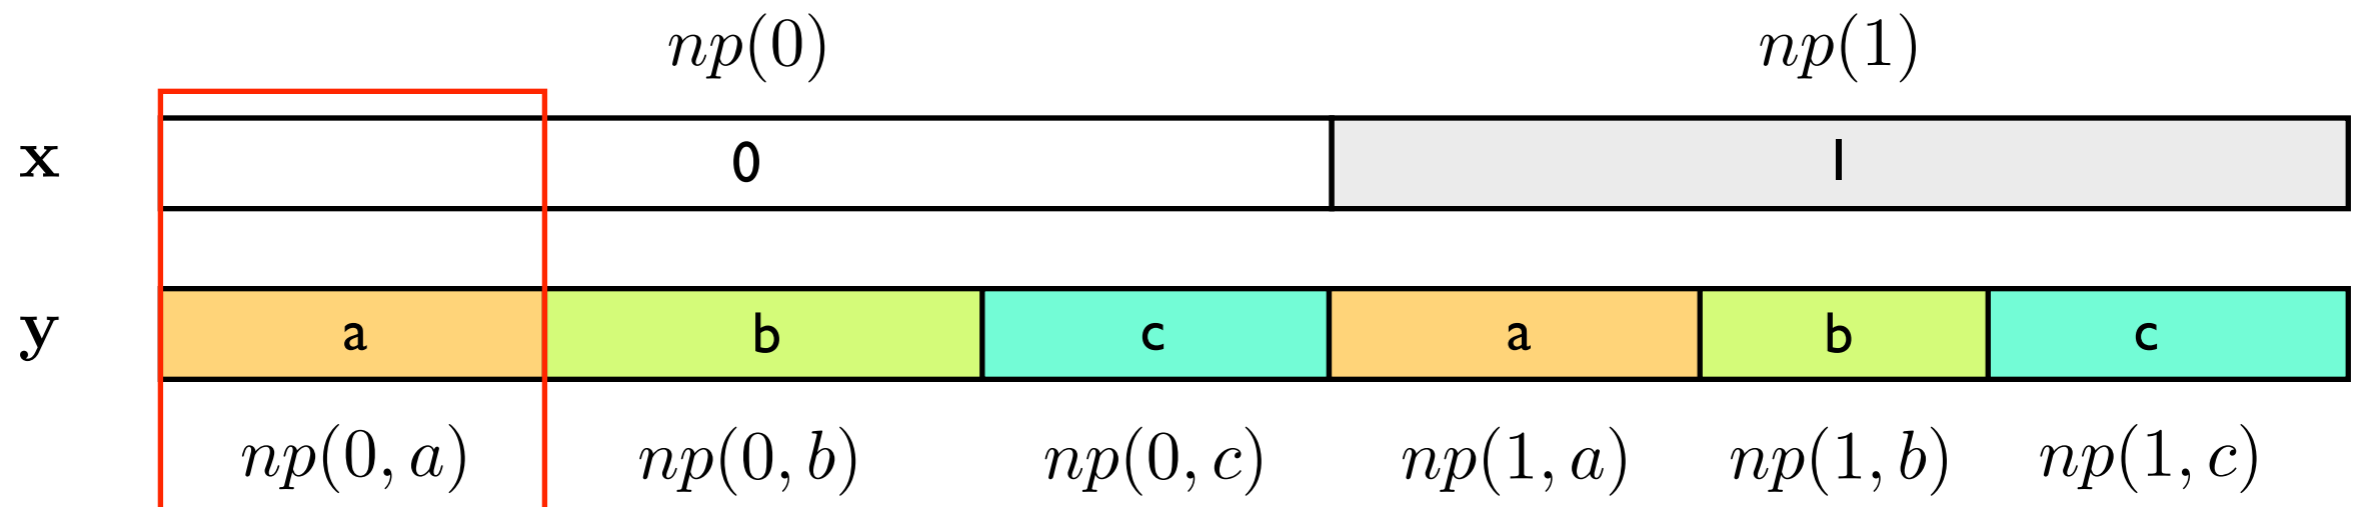 np(0) np(1)
x 0 1
y a b c a b c
np(0, a) np(0, b) np(0, c) np(1, a) np(1, b) np(1, c)